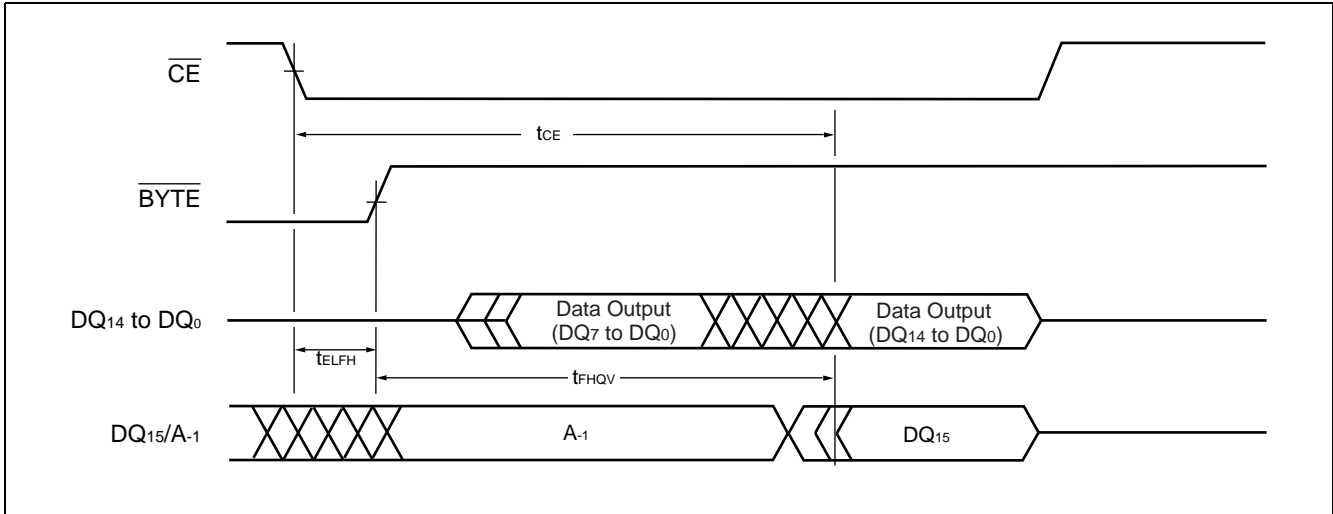 CE
tCE
BYTE
DQ14 to DQ0
Data Output
(DQ7 to DQ0)
Data Output
(DQ14 to DQ0)
tELFH
tFHQV
DQ15/A-1
A-1
DQ15